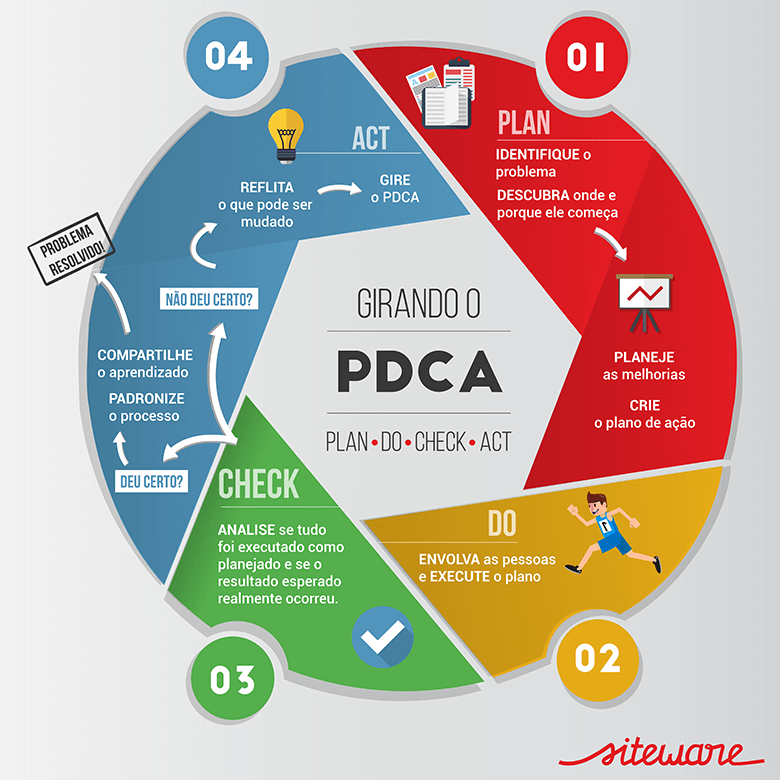 04
01
PLAN
IDENTIFIQUE o
problema
DESCUBRA onde e
porque ele começa
PLANEJE
as melhorias
CRIE
o plano de ação
DO
ENVOLVA as pessoas
e EXECUTE o plano
02
CHECK
ANALISE se tudo
foi executado como
planejado e se o
resultado esperado
realmente ocorreu.
03
ACT
REFLITA
o que pode ser
mudado
GIRE
o PDCA
NÃO DEU CERTO?
DEU CERTO?
PADRONIZE
o processo
COMPARTILHE
o aprendizado
PROBLEMA
RESOLVIDO!
GIRANDO O
PDCA
PLAN • DO • CHECK • ACT
1
siteware